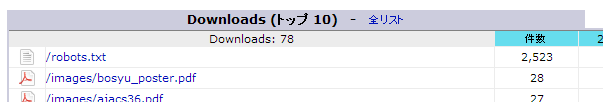 Downloads (トップ 10) - 全リスト
Downloads: 78 件数 2
/robots.txt 2,523
/images/bosyu_poster.pdf 28
/images/ajacs36.pdf 27